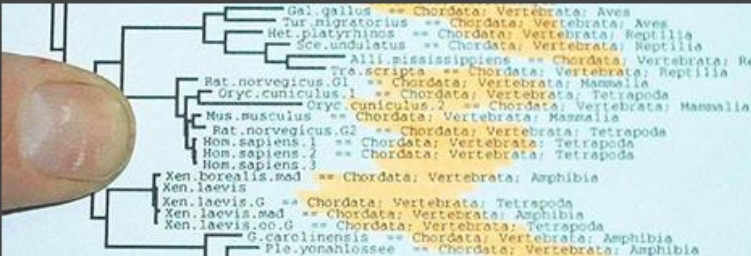 Gal.gallus == Chordata; Vertebrata; Aves
Tur.migratorius == Chordata; Vertebrata; Aves
Het.platyrhinos == Chordata; Vertebrata; Reptilia
Sce.undulatus == Chordata; Vertebrata; Reptilia
Alli.mississippiens == Chordata; Vertebrata; Re
Tra.scripta == Chordata; Vertebrata; Reptilia
Rat.norvegicus.G1 == Chordata; Vertebrata; Mammalia
Oryc.cuniculus.1 == Chordata; Vertebrata; Tetrapoda
Oryc.cuniculus.2 == Chordata; Vertebrata; Mammalia
Mus.musculus == Chordata; Vertebrata; Mammalia
Rat.norvegicus.G2 == Chordata; Vertebrata; Tetrapoda
Hom.sapiens.1 == Chordata; Vertebrata; Tetrapoda
Hom.sapiens.2 == Chordata; Vertebrata; Tetrapoda
Hom.sapiens.3
Xen.borealis.mad == Chordata; Vertebrata; Amphibia
Xen.laevis
Xen.laevis.G == Chordata; Vertebrata; Tetrapoda
Xen.laevis.mad == Chordata; Vertebrata; Amphibia
Xen.laevis.oo.G == Chordata; Vertebrata; Tetrapoda
G.carolinensis == Chordata; Vertebrata; Amphibia
Ple.yonahlossee == Chordata; Vertebrata; Amphibia